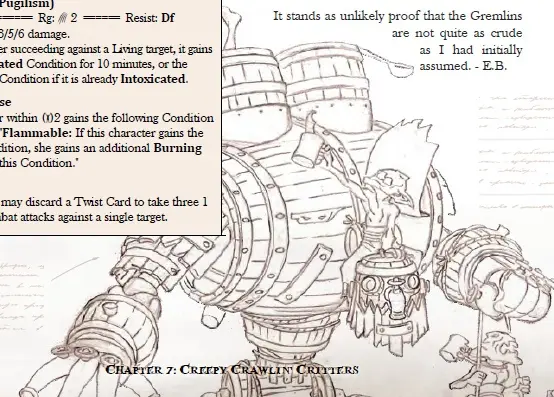 Pugilism)
Rg: 2 Resist: Df
3/5/6 damage.
er succeeding against a Living target, it gains
ated Condition for 10 minutes, or the
Condition if it is already Intoxicated.
se
r within 2 gains the following Condition
"Flammable: If this character gains the
dition, she gains an additional Burning
this Condition."
may discard a Twist Card to take three 1
bat attacks against a single target.
It stands as unlikely proof that the Gremlins
are not quite as crude
as I had initially
assumed. - E.B.
Chapter 7: Creepy Crawlin' Critters